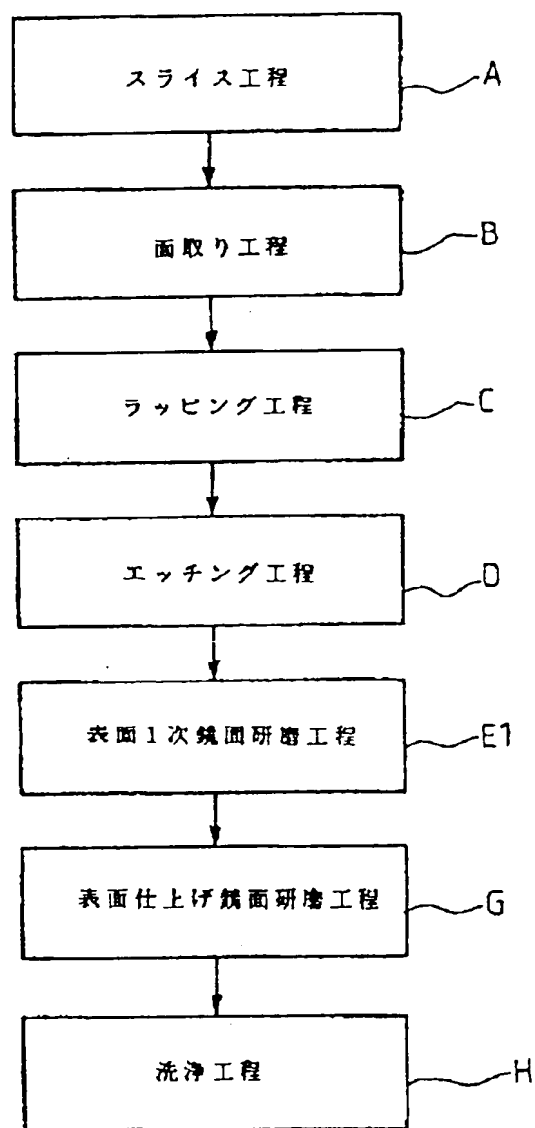 スライス工程
A
面取り工程
B
ラッピング工程
C
エッチング工程
D
表面1次鏡面研磨工程
E1
表面仕上げ鏡面研磨工程
G
洗浄工程
H